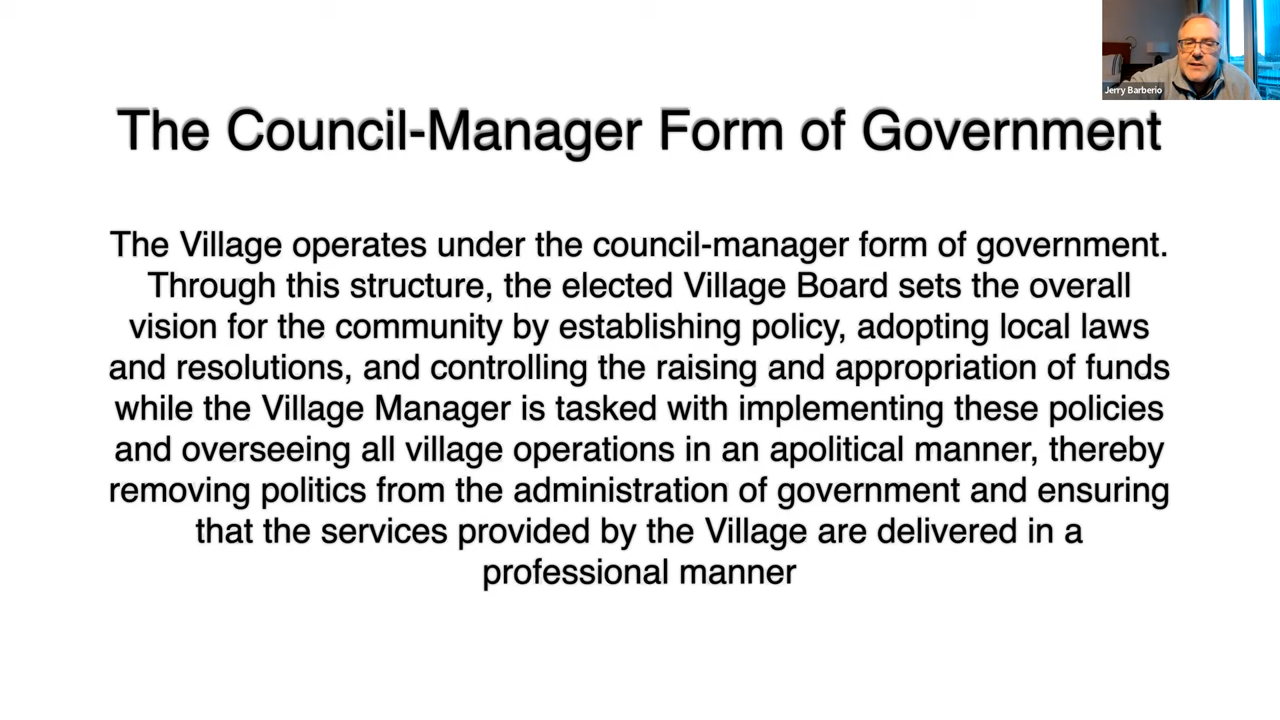 Jerry Barberio
The Council-Manager Form of Government
The Village operates under the council-manager form of government.
Through this structure, the elected Village Board sets the overall
vision for the community by establishing policy, adopting local laws
and resolutions, and controlling the raising and appropriation of funds
while the Village Manager is tasked with implementing these policies
and overseeing all village operations in an apolitical manner, thereby
removing politics from the administration of government and ensuring
that the services provided by the Village are delivered in a
professional manner